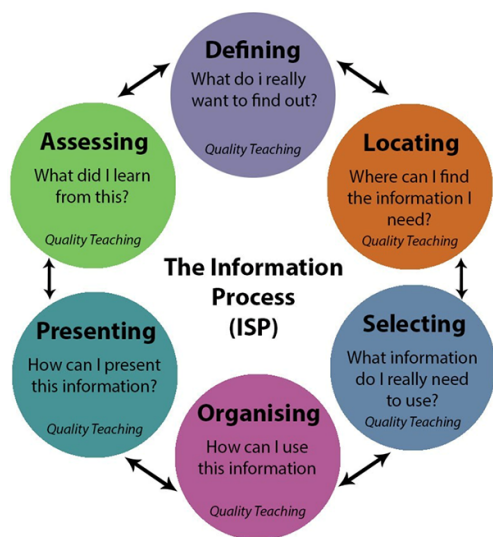 Defining
What do i really
want to find out?
Quality Teaching
Locating
Where can I find
the information I
need?
Quality Teaching
Selecting
What information
do I really need
to use?
Quality Teaching
Organising
How can I use
this information
Quality Teaching
Presenting
How can I present
this information?
Quality Teaching
Assessing
What did I learn
from this?
Quality Teaching
The Information
Process
(ISP)